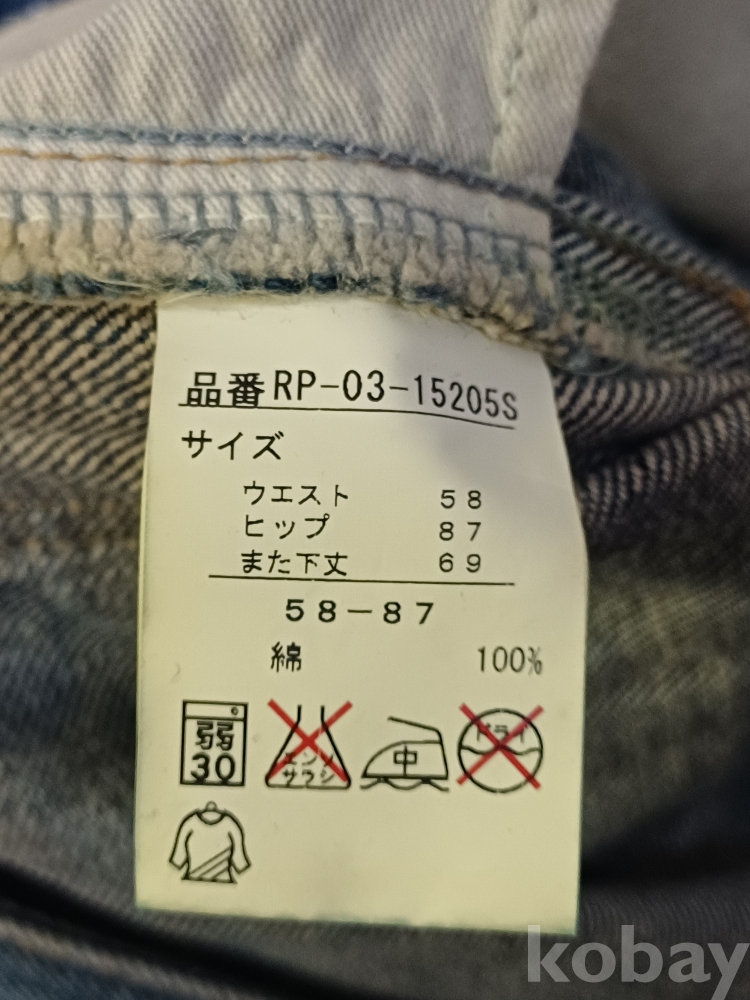 品番RP-03-15205S
サイズ
ウエスト 58
ヒップ 87
また下丈 69
58-87
綿 100%
弱
30
エンソ
サラシ
中
ドライ
kobay